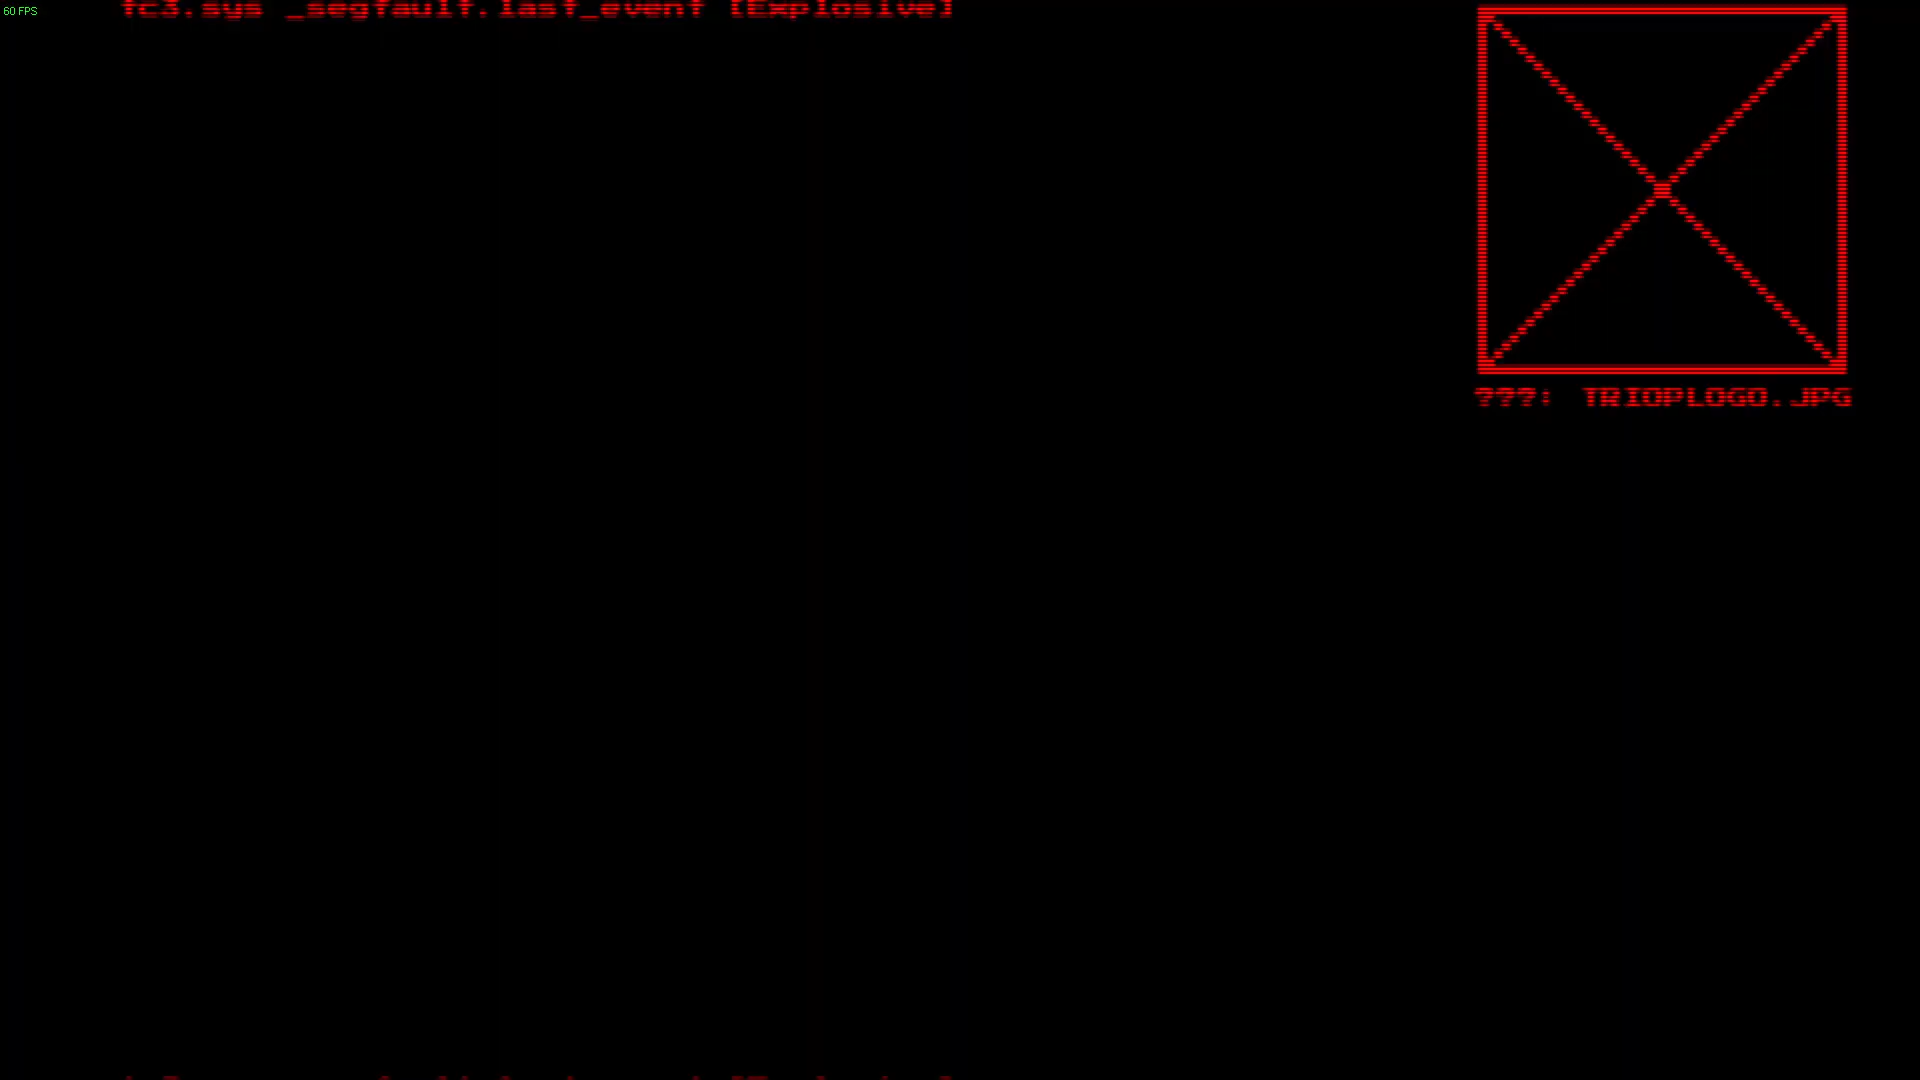 60 FPS
fc3.sys _segfault.last_event [Explosive]
???: TRIOPLOGO.JPG